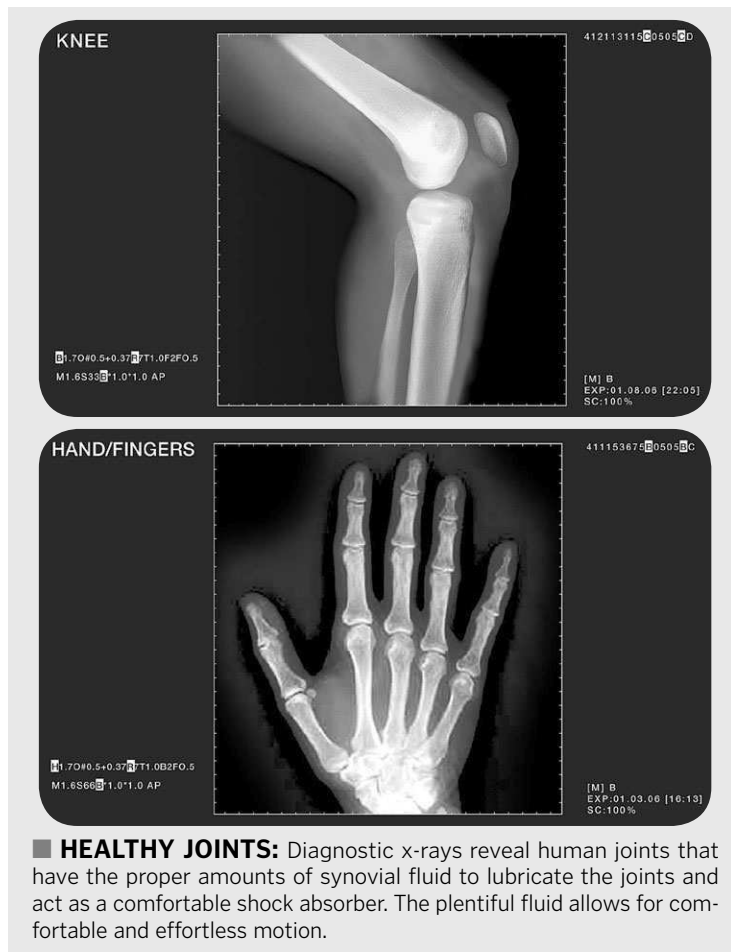 KNEE
412113115C0505CD
B1.7O#0.5+0.37R7T1.0F2FO.5
M1.6S33B*1.0*1.0 AP
[M] B
EXP:01.08.06 [22:05]
SC:100%
HAND/FINGERS
411153675B0505BC
H1.7O#0.5+0.37R7T1.0B2FO.5
M1.6S66B*1.0*1.0 AP
[M] B
EXP:01.03.06 [16:13]
SC:100%
HEALTHY JOINTS: Diagnostic x-rays reveal human joints that
have the proper amounts of synovial fluid to lubricate the joints and
act as a comfortable shock absorber. The plentiful fluid allows for com-
fortable and effortless motion.